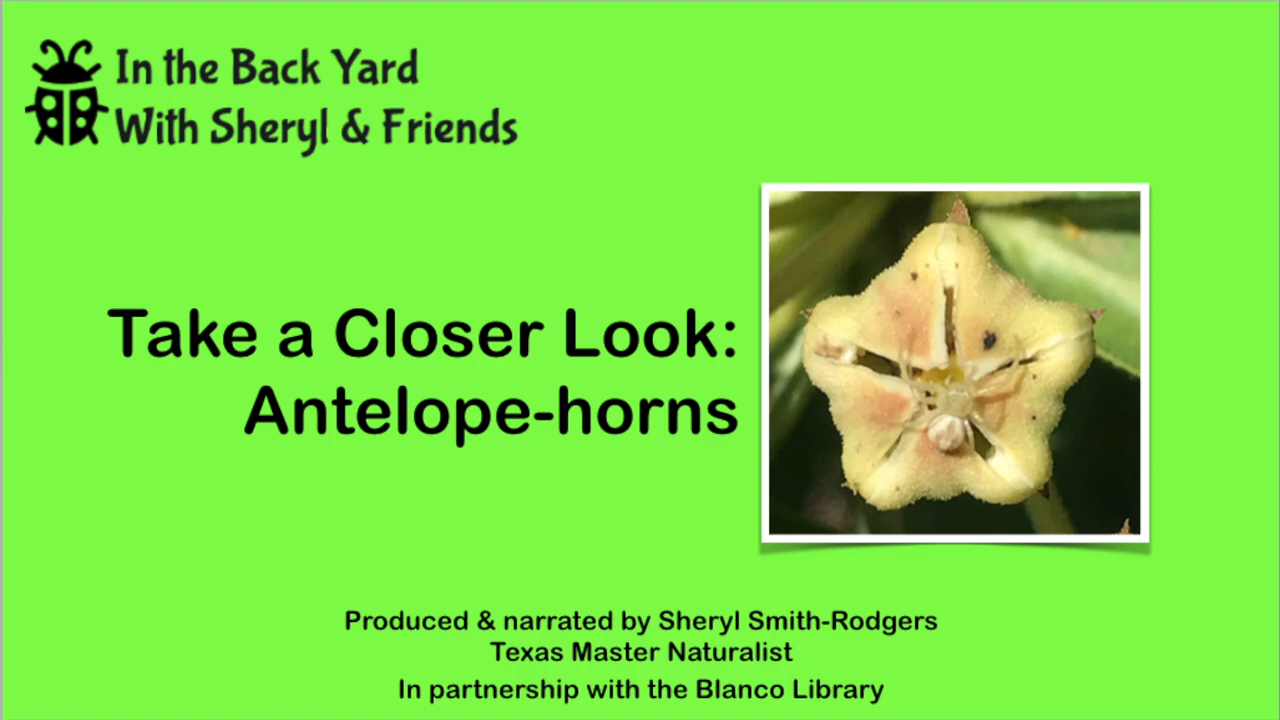 In the Back Yard
With Sheryl & Friends
Take a Closer Look:
Antelope-horns
Produced & narrated by Sheryl Smith-Rodgers
Texas Master Naturalist
In partnership with the Blanco Library